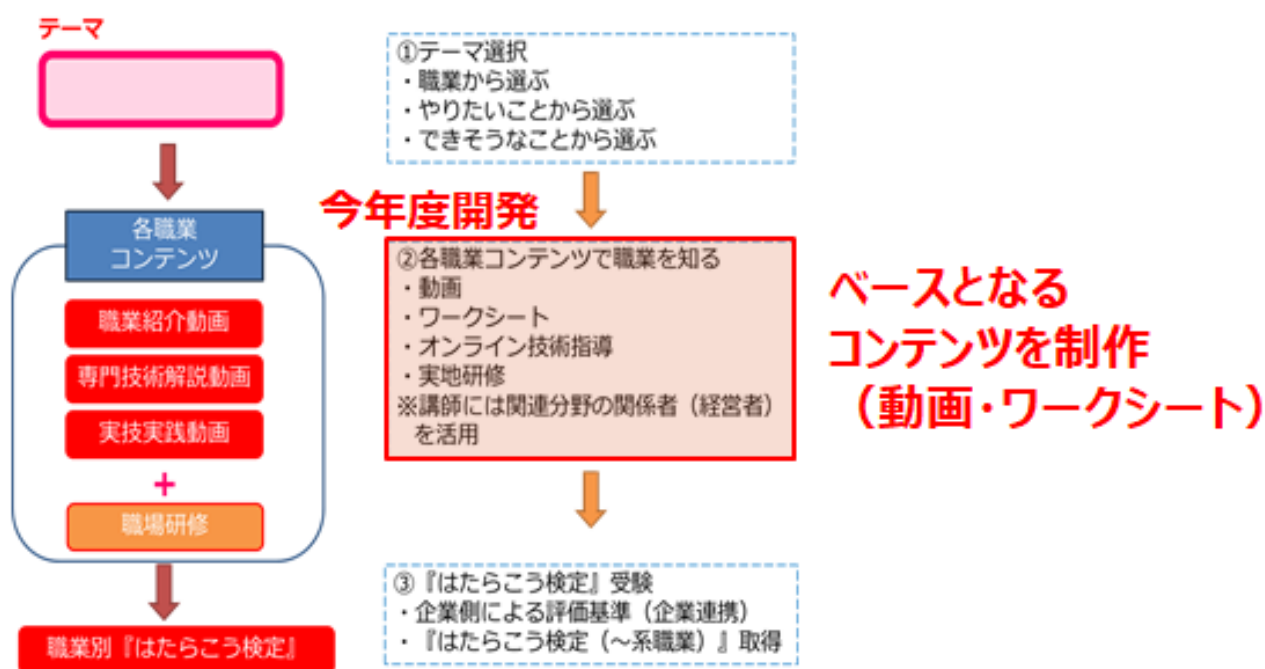 テーマ
各職業
コンテンツ
職業紹介動画
専門技術解説動画
実技実践動画
+
職場研修
職業別『はたらこう検定』
①テーマ選択
・職業から選ぶ
・やりたいことから選ぶ
・できそうなことから選ぶ
今年度開発
②各職業コンテンツで職業を知る
・動画
・ワークシート
・オンライン技術指導
・実地研修
※講師には関連分野の関係者（経営者）
を活用
③『はたらこう検定』受験
・企業側による評価基準（企業連携）
・『はたらこう検定（～系職業）』取得
ベースとなる
コンテンツを制作
（動画・ワークシート）